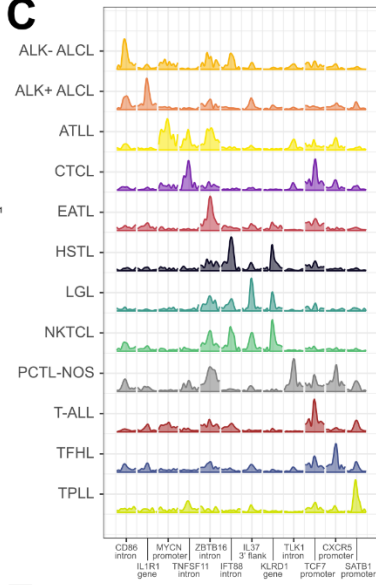 C
ALK- ALCL
ALK+ ALCL
ATLL
CTCL
EATL
HSTL
LGL
NKTCL
PCTL-NOS
T-ALL
TFHL
TPLL
CD86 intron
IL1R1 gene
MYCN promoter
TNFSF11 intron
ZBTB16 intron
IFT88 intron
IL37 3' flank
KLRD1 gene
TLK1 intron
TCF7 promoter
CXCR5 promoter
SATB1 promoter